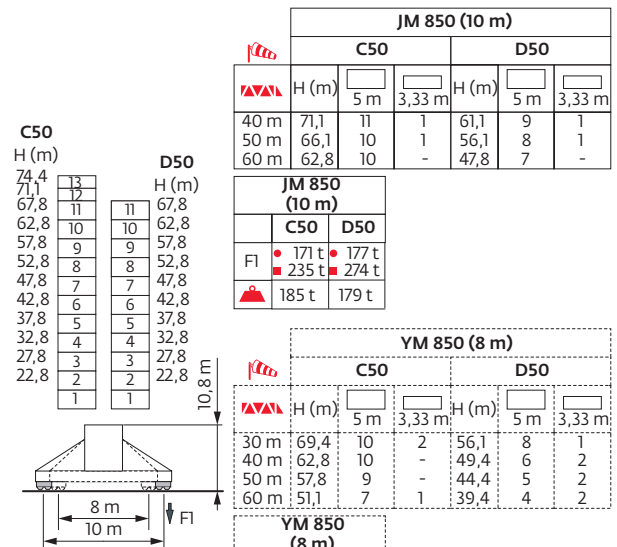 JM 850 (10 m)
C50 D50
H (m) 5 m 3,33 m H (m) 5 m 3,33 m
40 m 71,1 11 1 61,1 9 1
50 m 66,1 10 1 56,1 8 1
60 m 62,8 10 - 47,8 7 -
C50
H (m)
D50
H (m)
74,4 13
71,1 12
67,8 11 11 67,8
62,8 10 10 62,8
57,8 9 9 57,8
52,8 8 8 52,8
47,8 7 7 47,8
42,8 6 6 42,8
37,8 5 5 37,8
32,8 4 4 32,8
27,8 3 3 27,8
22,8 2 2 22,8
1 1
10,8 m
8 m
10 m
F1
JM 850
(10 m)
C50 D50
F1 171 t 177 t
235 t 274 t
185 t 179 t
YM 850 (8 m)
C50 D50
H (m) 5 m 3,33 m H (m) 5 m 3,33 m
30 m 69,4 10 2 56,1 8 1
40 m 62,8 10 - 49,4 6 2
50 m 57,8 9 - 44,4 5 2
60 m 51,1 7 1 39,4 4 2
YM 850
(8 m)